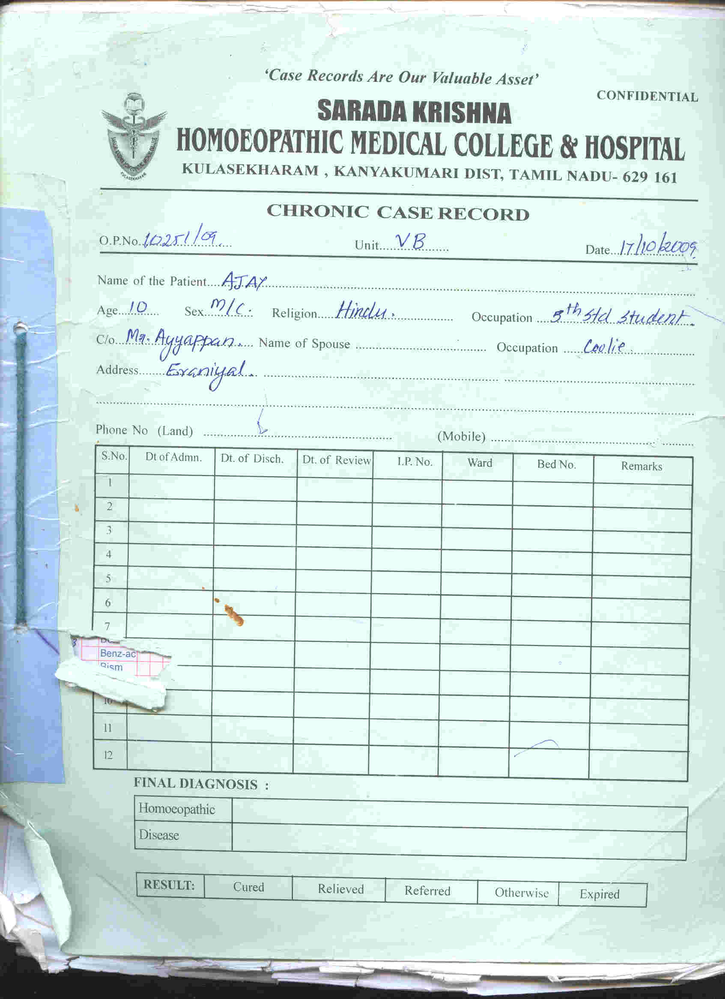 'Case Records Are Our Valuable Asset'
CONFIDENTIAL
SARADA KRISHNA
HOMOEOPATHIC MEDICAL COLLEGE & HOSPITAL
KULASEKHARAM , KANYAKUMARI DIST, TAMIL NADU- 629 161
KULASEKHARAM
CHRONIC CASE RECORD
O.P.No. 10251/09. Unit VB Date 17/10/2009.
Name of the Patient AJAY
Age 10 Sex M/C. Religion Hindu. Occupation 5th Std Student.
C/o Mr. Ayyappan. Name of Spouse Occupation Coolie.
Address Eraniyal.
Phone No (Land) (Mobile)
S.No. Dt of Admn. Dt. of Disch. Dt. of Review I.P. No. Ward Bed No. Remarks
1
2
3
4
5
6
7
Benz-ac
Bism
10
11
12
FINAL DIAGNOSIS :
Homoeopathic
Disease
RESULT: Cured Relieved Referred Otherwise Expired